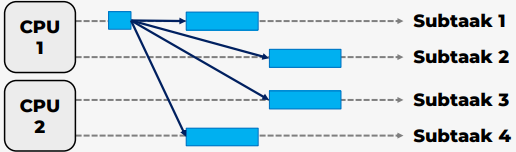 CPU
1
Subtaak 1
Subtaak 2
CPU
2
Subtaak 3
Subtaak 4